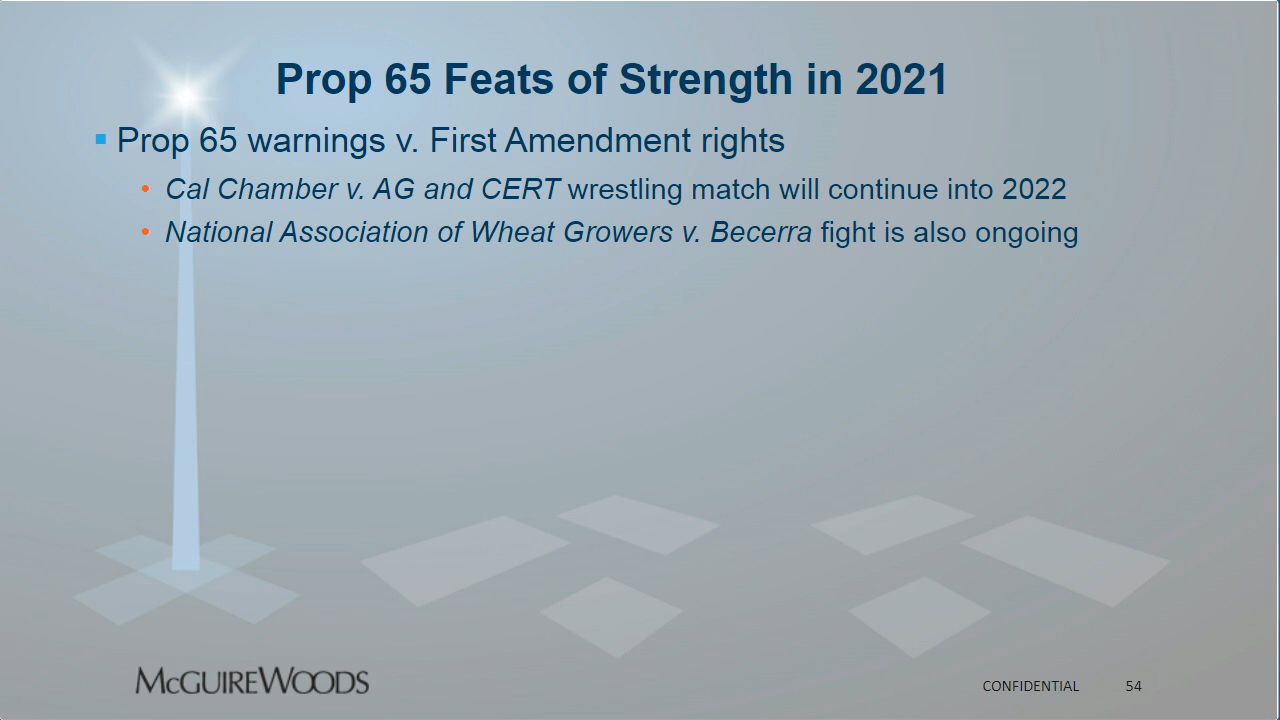 Prop 65 Feats of Strength in 2021
▪ Prop 65 warnings v. First Amendment rights
• Cal Chamber v. AG and CERT wrestling match will continue into 2022
• National Association of Wheat Growers v. Becerra fight is also ongoing
McGuireWoods
CONFIDENTIAL 54